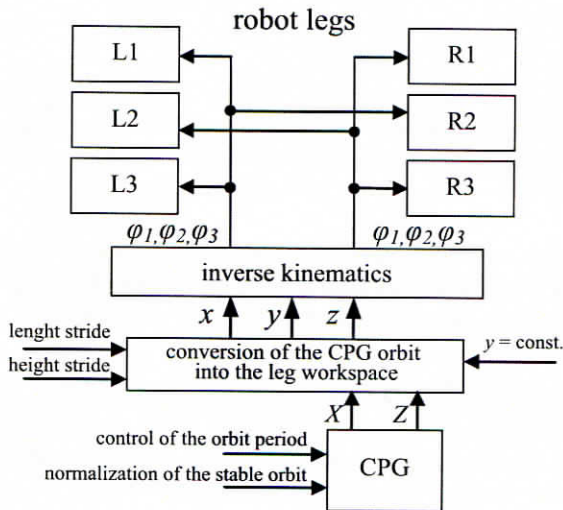 robot legs
L1
R1
L2
R2
L3
R3
φ1,φ2,φ3
φ1,φ2,φ3
inverse kinematics
x y z
lenght stride
height stride
conversion of the CPG orbit
into the leg workspace
y = const.
X Z
control of the orbit period
normalization of the stable orbit
CPG